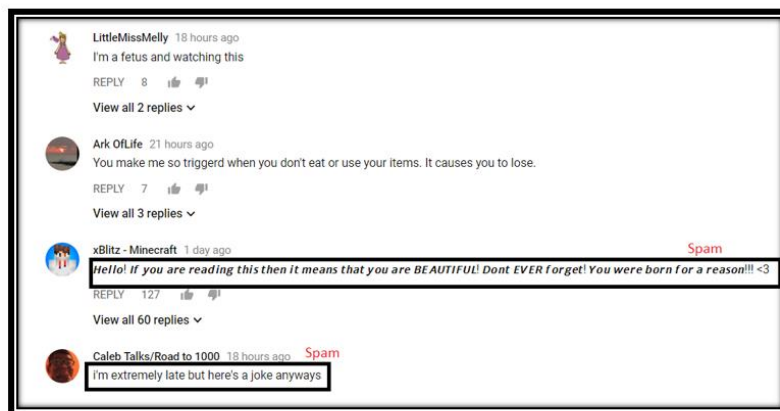 LittleMissMelly 18 hours ago
I'm a fetus and watching this
REPLY 8
View all 2 replies
Ark OfLife 21 hours ago
You make me so triggerd when you don't eat or use your items. It causes you to lose.
REPLY 7
View all 3 replies
xBlitz - Minecraft 1 day ago Spam
Hello! If you are reading this then it means that you are BEAUTIFUL! Dont EVER forget! You were born for a reason!!! <3
REPLY 127
View all 60 replies
Caleb Talks/Road to 1000 18 hours ago Spam
i'm extremely late but here's a joke anyways